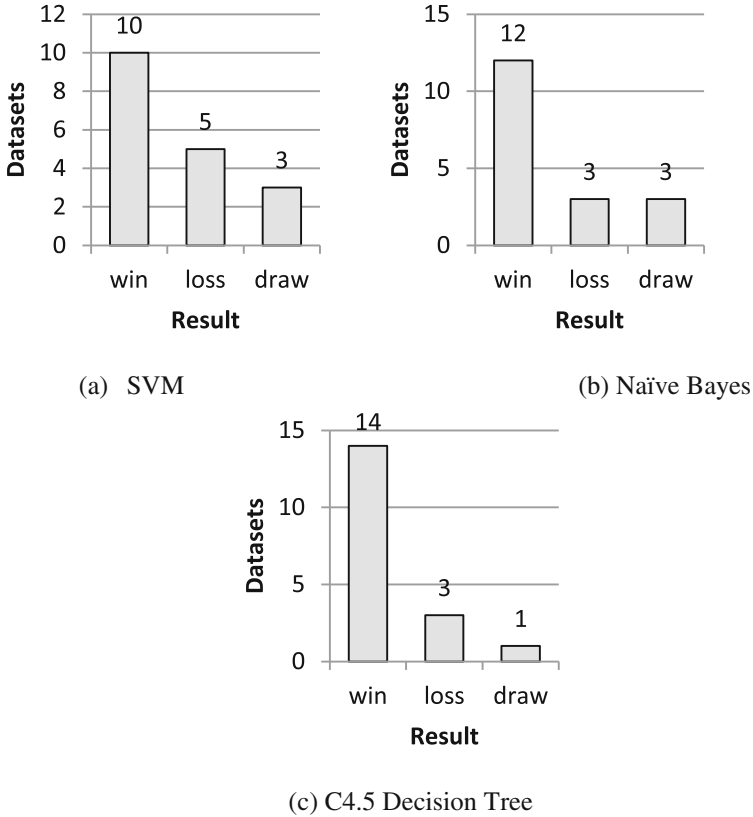 12
10
8
6
4
2
0
Datasets
10
5
3
win loss draw
Result
(a) SVM
15
10
5
0
Datasets
12
3
3
win loss draw
Result
(b) Naïve Bayes
15
10
5
0
Datasets
14
3
1
win loss draw
Result
(c) C4.5 Decision Tree